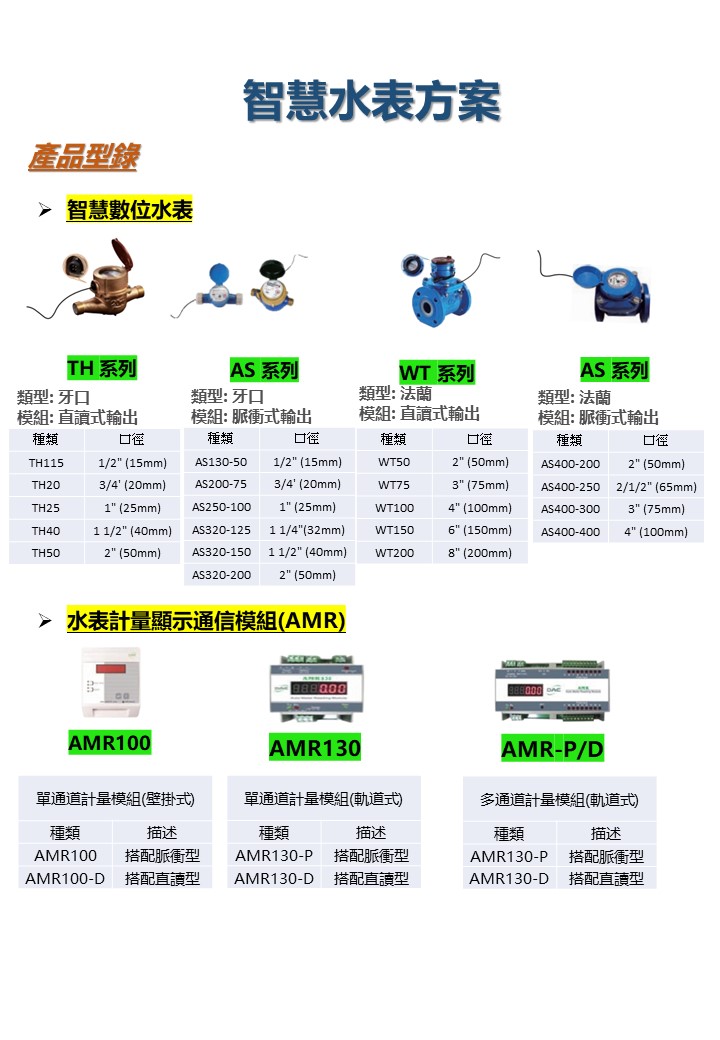 智慧水表方案
產品型錄
➢ 智慧數位水表
TH 系列
類型: 牙口
模組: 直讀式輸出
種類 口徑
TH115 1/2" (15mm)
TH20 3/4' (20mm)
TH25 1" (25mm)
TH40 1 1/2" (40mm)
TH50 2" (50mm)
AS 系列
類型: 牙口
模組: 脈衝式輸出
種類 口徑
AS130-50 1/2" (15mm)
AS200-75 3/4' (20mm)
AS250-100 1" (25mm)
AS320-125 1 1/4"(32mm)
AS320-150 1 1/2" (40mm)
AS320-200 2" (50mm)
WT 系列
類型: 法蘭
模組: 直讀式輸出
種類 口徑
WT50 2" (50mm)
WT75 3" (75mm)
WT100 4" (100mm)
WT150 6" (150mm)
WT200 8" (200mm)
AS 系列
類型: 法蘭
模組: 脈衝式輸出
種類 口徑
AS400-200 2" (50mm)
AS400-250 2/1/2" (65mm)
AS400-300 3" (75mm)
AS400-400 4" (100mm)
➢ 水表計量顯示通信模組(AMR)
AMR100
單通道計量模組(壁掛式)
種類 描述
AMR100 搭配脈衝型
AMR100-D 搭配直讀型
AMR131
0.00
AMR130
單通道計量模組(軌道式)
種類 描述
AMR130-P 搭配脈衝型
AMR130-D 搭配直讀型
0.00
DAE
AMR-P/D
多通道計量模組(軌道式)
種類 描述
AMR130-P 搭配脈衝型
AMR130-D 搭配直讀型